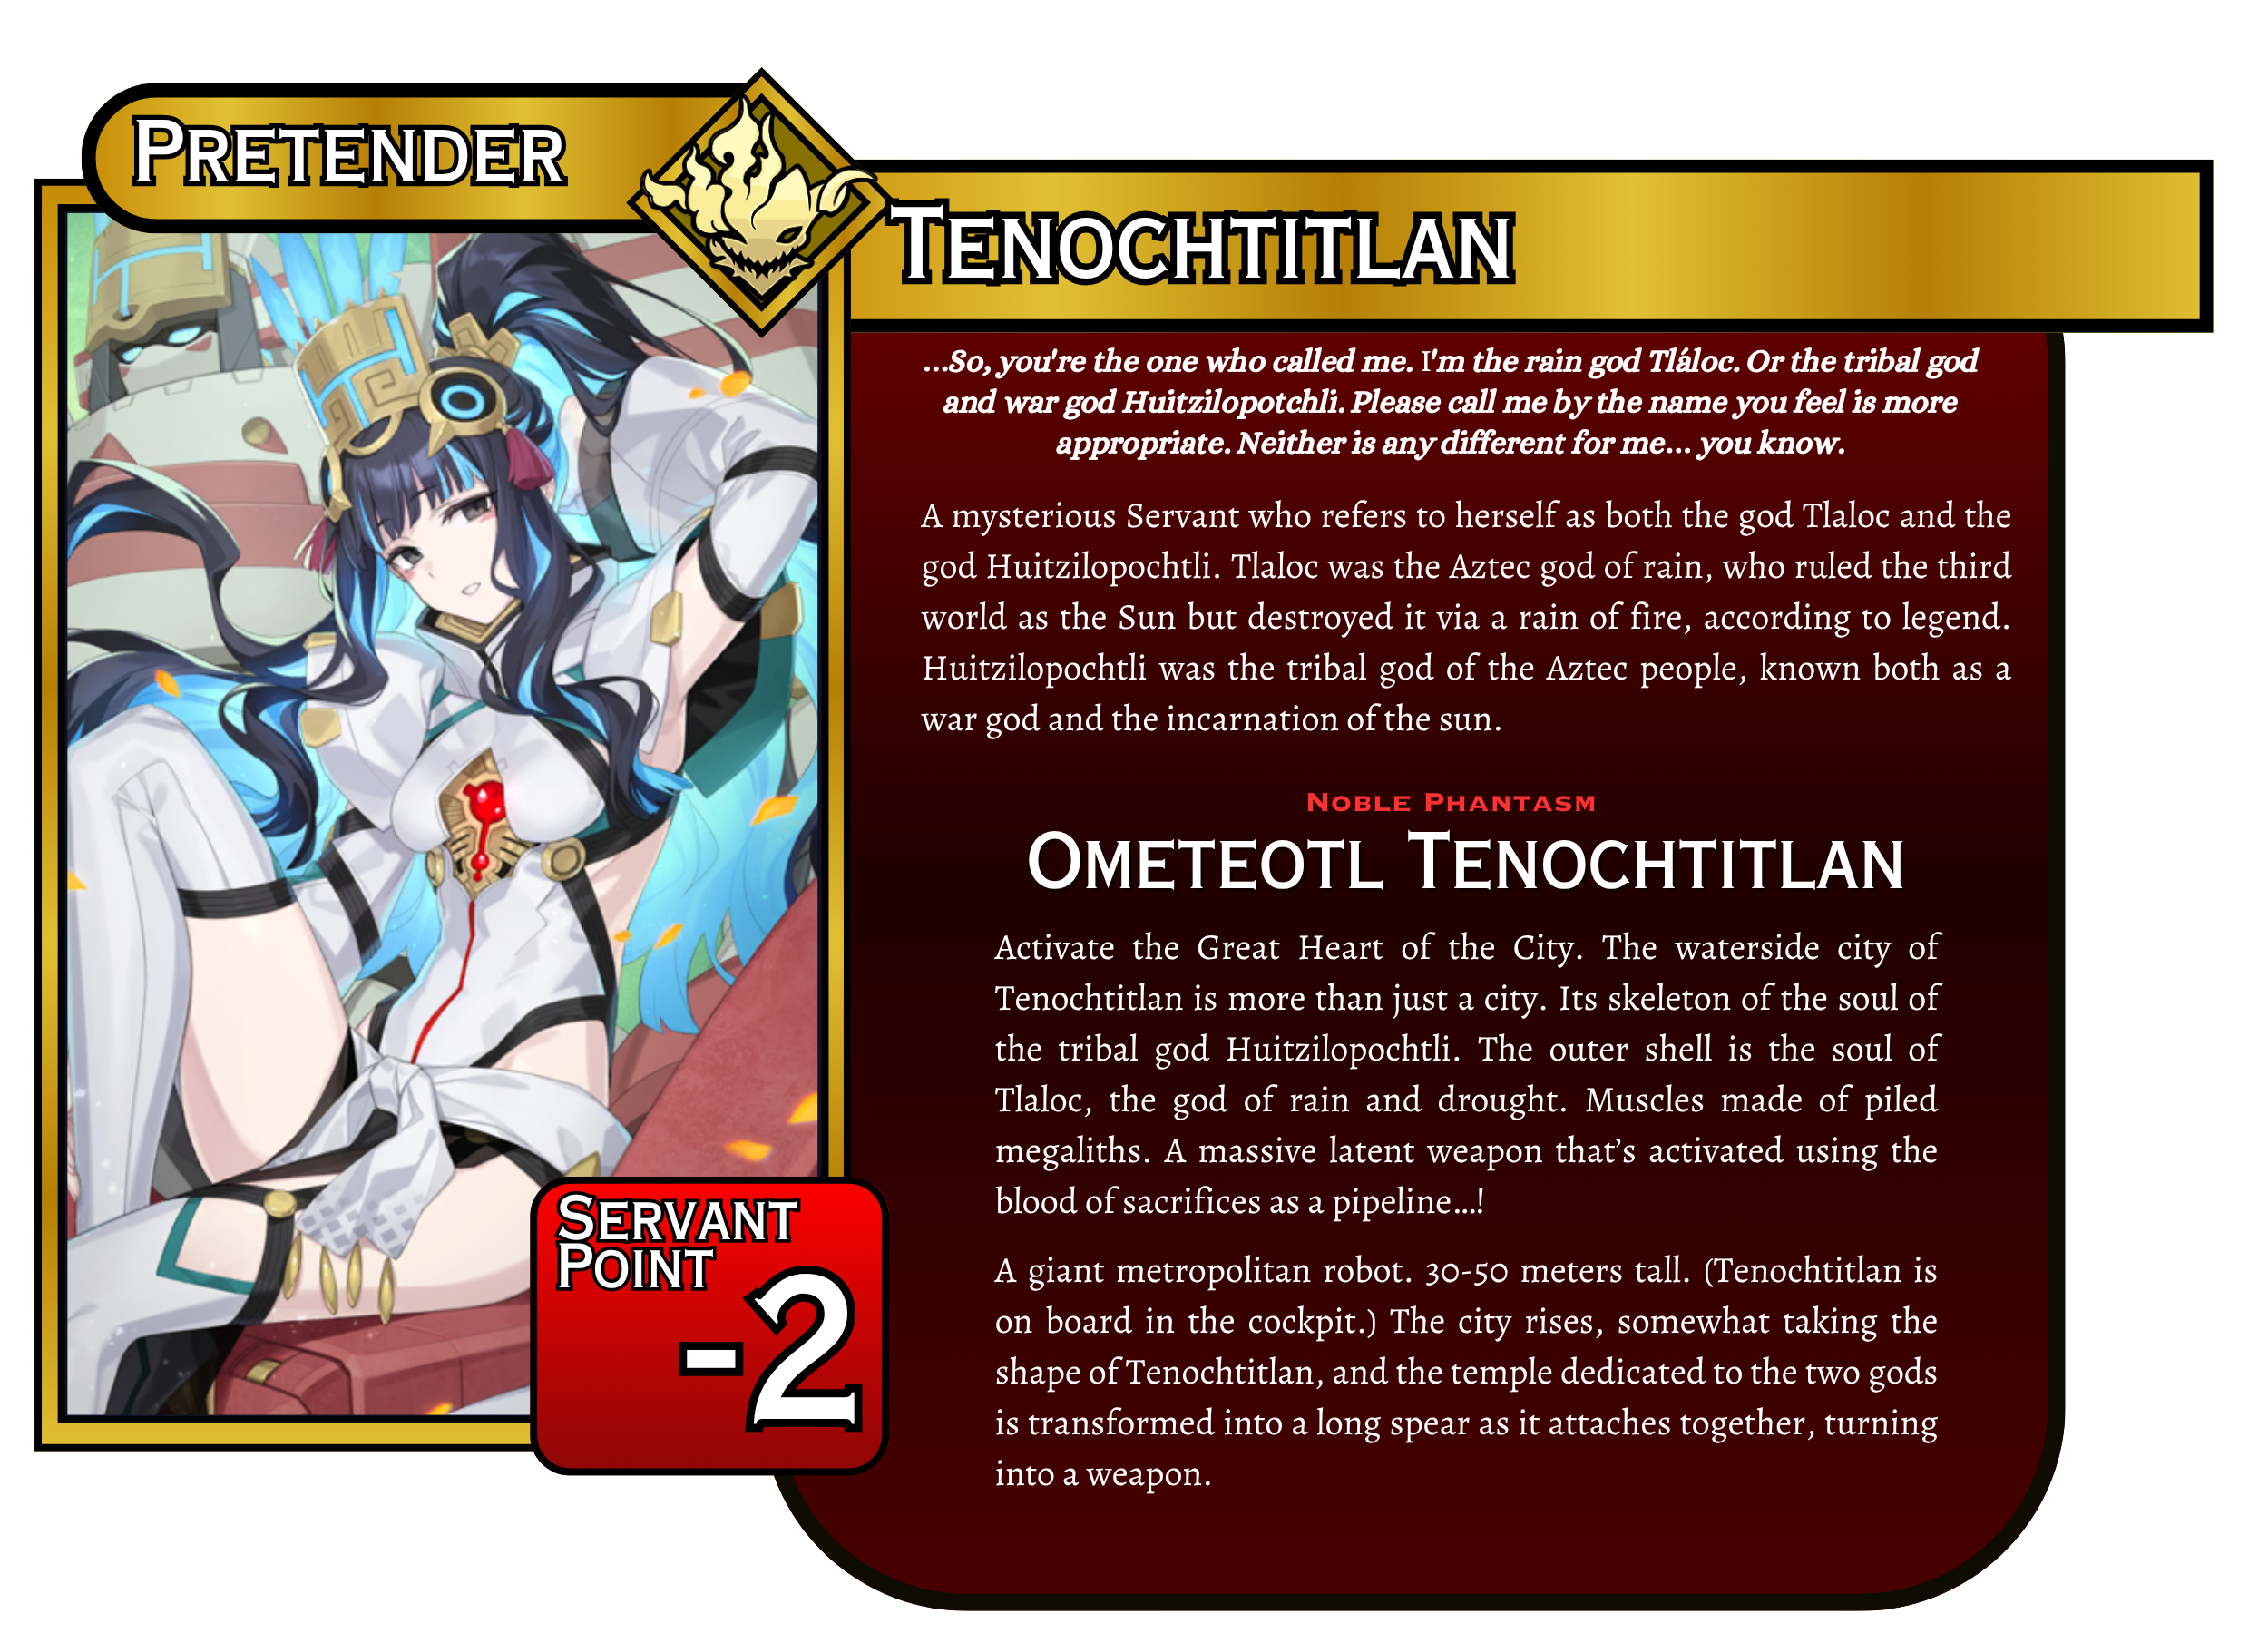 Pretender
Tenochtitlan
...So, you're the one who called me. I'm the rain god Tláloc. Or the tribal god
and war god Huitzilopotchli. Please call me by the name you feel is more
appropriate. Neither is any different for me... you know.
A mysterious Servant who refers to herself as both the god Tlaloc and the
god Huitzilopochtli. Tlaloc was the Aztec god of rain, who ruled the third
world as the Sun but destroyed it via a rain of fire, according to legend.
Huitzilopochtli was the tribal god of the Aztec people, known both as a
war god and the incarnation of the sun.
Noble Phantasm
Ometeotl Tenochtitlan
Activate the Great Heart of the City. The waterside city of
Tenochtitlan is more than just a city. Its skeleton of the soul of
the tribal god Huitzilopochtli. The outer shell is the soul of
Tlaloc, the god of rain and drought. Muscles made of piled
megaliths. A massive latent weapon that’s activated using the
blood of sacrifices as a pipeline...!
A giant metropolitan robot. 30-50 meters tall. (Tenochtitlan is
on board in the cockpit.) The city rises, somewhat taking the
shape of Tenochtitlan, and the temple dedicated to the two gods
is transformed into a long spear as it attaches together, turning
into a weapon.
Servant
Point
-2